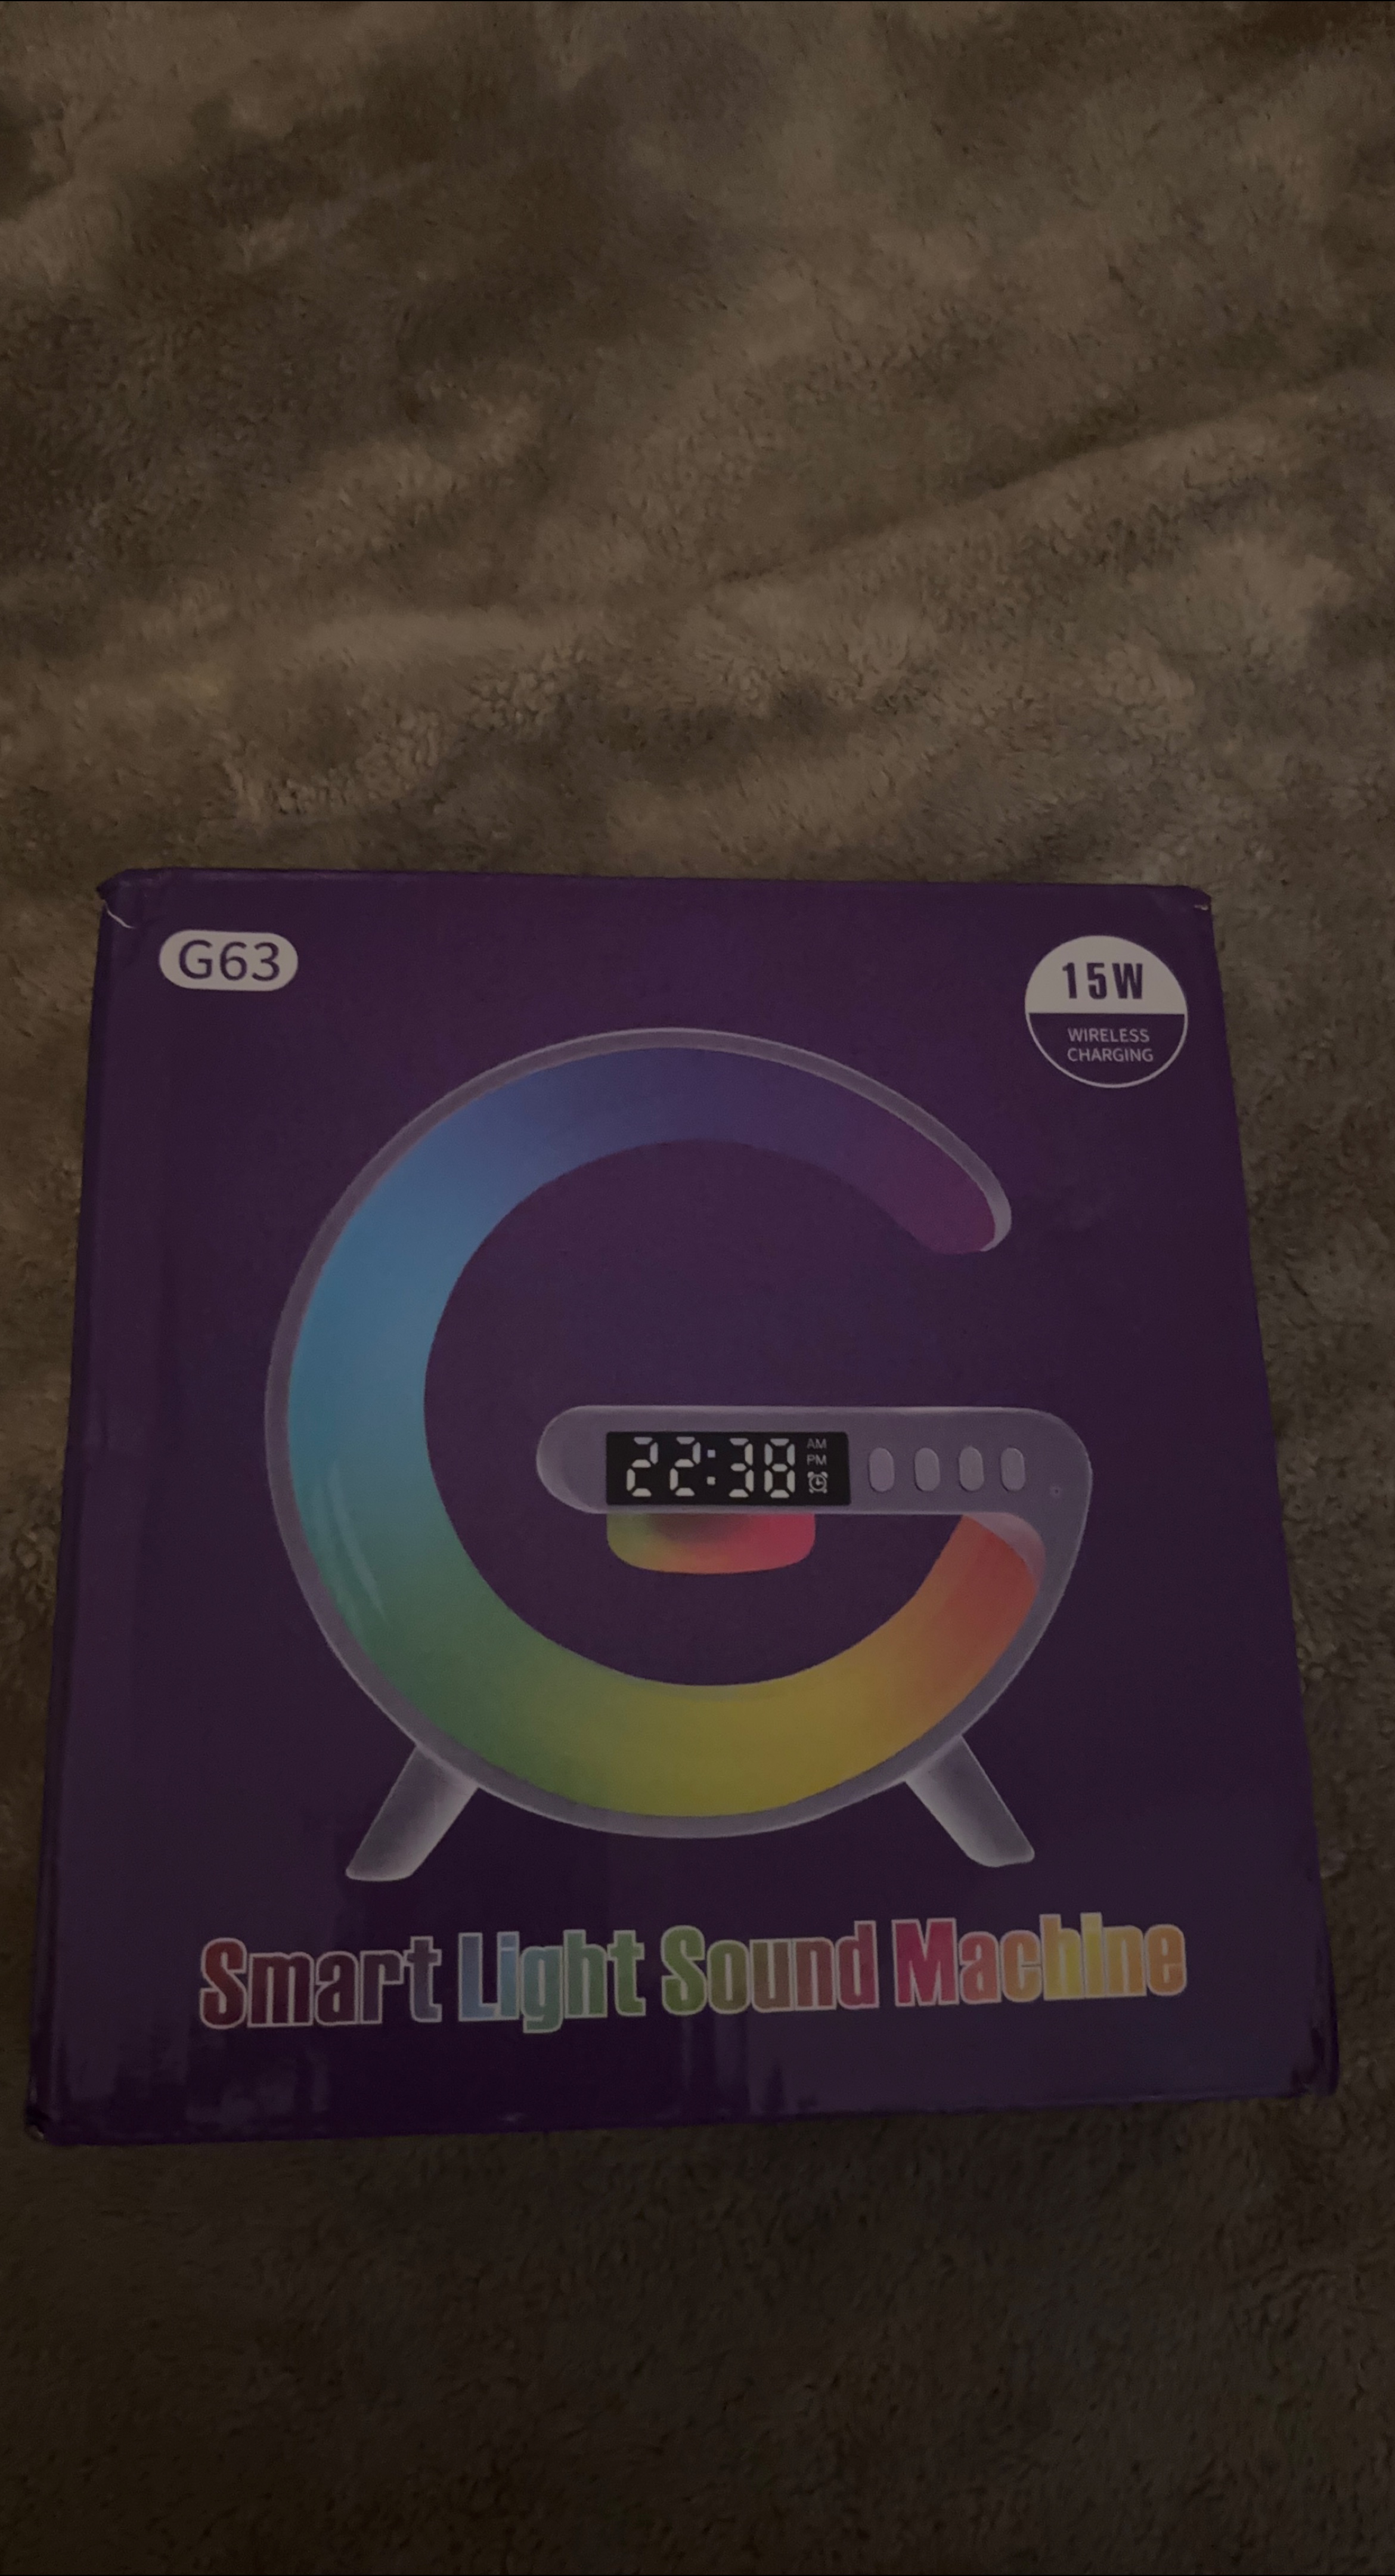 G63
15W
WIRELESS
CHARGING
22:38
AM
PM
Smart Light Sound Machine